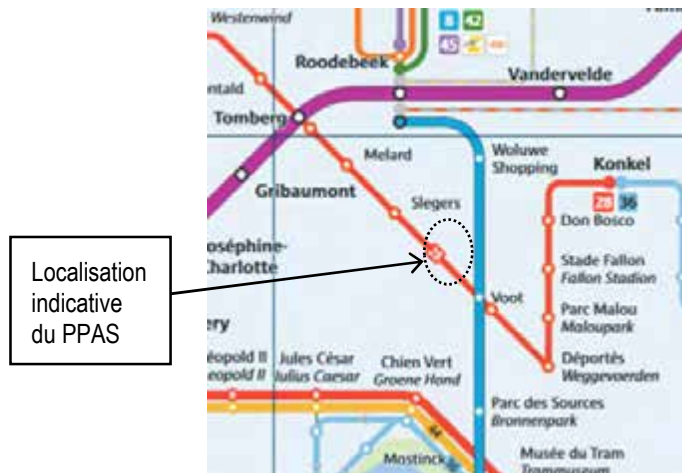 Westenwind
8 42
45
Roodebeek
Vandervelde
ntald
Tomberg
Melard
Woluwe
Shopping
Konkel
28 36
Gribaumont
Slegers
Don Bosco
Localisation
indicative
du PPAS
oséphine-
Charlotte
Stade Fallon
Fallon Stadion
Voot
Parc Malou
Maloupark
ery
éopold II
eopold II
Jules César
Julius Caesar
Chien Vert
Groene Hond
Déportés
Weggevoerden
Parc des Sources
Bronnenpark
44
Mostinck
Musée du Tram
Trammuseum